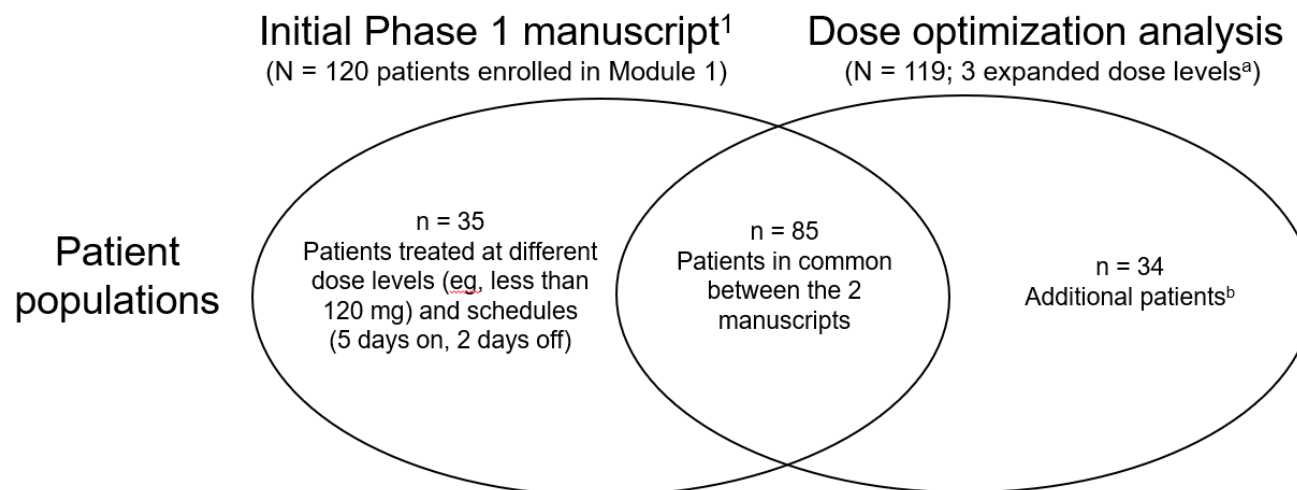 Initial Phase 1 manuscript¹
(N = 120 patients enrolled in Module 1)
Dose optimization analysis
(N = 119; 3 expanded dose levelsᵃ)
Patient
populations
n = 35
Patients treated at different
dose levels (eg, less than
120 mg) and schedules
(5 days on, 2 days off)
n = 85
Patients in common
between the 2
manuscripts
n = 34
Additional patientsᵇ